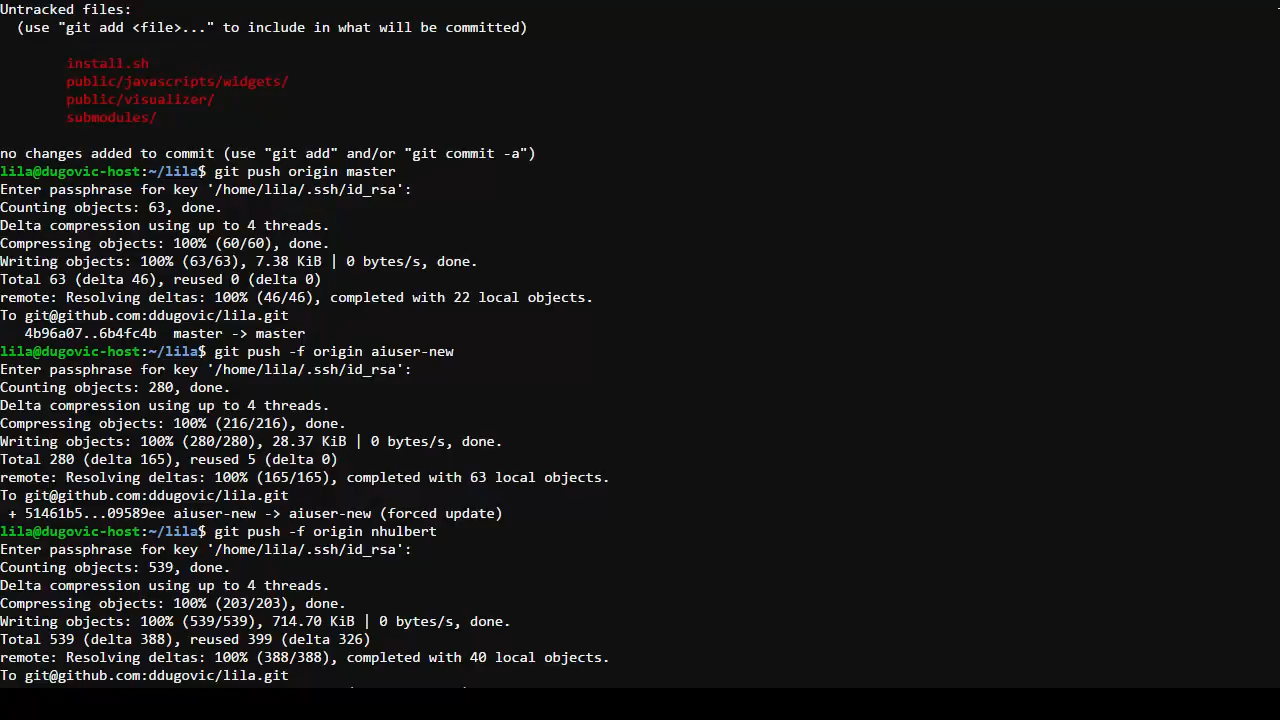 Untracked files:
  (use "git add <file>..." to include in what will be committed)
        install.sh
        public/javascripts/widgets/
        public/visualizer/
        submodules/
no changes added to commit (use "git add" and/or "git commit -a")
lila@dugovic-host:~/lila$ git push origin master
Enter passphrase for key '/home/lila/.ssh/id_rsa':
Counting objects: 63, done.
Delta compression using up to 4 threads.
Compressing objects: 100% (60/60), done.
Writing objects: 100% (63/63), 7.38 KiB | 0 bytes/s, done.
Total 63 (delta 46), reused 0 (delta 0)
remote: Resolving deltas: 100% (46/46), completed with 22 local objects.
To git@github.com:ddugovic/lila.git
   4b96a07..6b4fc4b  master -> master
lila@dugovic-host:~/lila$ git push -f origin aiuser-new
Enter passphrase for key '/home/lila/.ssh/id_rsa':
Counting objects: 280, done.
Delta compression using up to 4 threads.
Compressing objects: 100% (216/216), done.
Writing objects: 100% (280/280), 28.37 KiB | 0 bytes/s, done.
Total 280 (delta 165), reused 5 (delta 0)
remote: Resolving deltas: 100% (165/165), completed with 63 local objects.
To git@github.com:ddugovic/lila.git
 + 51461b5...09589ee aiuser-new -> aiuser-new (forced update)
lila@dugovic-host:~/lila$ git push -f origin nhulbert
Enter passphrase for key '/home/lila/.ssh/id_rsa':
Counting objects: 539, done.
Delta compression using up to 4 threads.
Compressing objects: 100% (203/203), done.
Writing objects: 100% (539/539), 714.70 KiB | 0 bytes/s, done.
Total 539 (delta 388), reused 399 (delta 326)
remote: Resolving deltas: 100% (388/388), completed with 40 local objects.
To git@github.com:ddugovic/lila.git